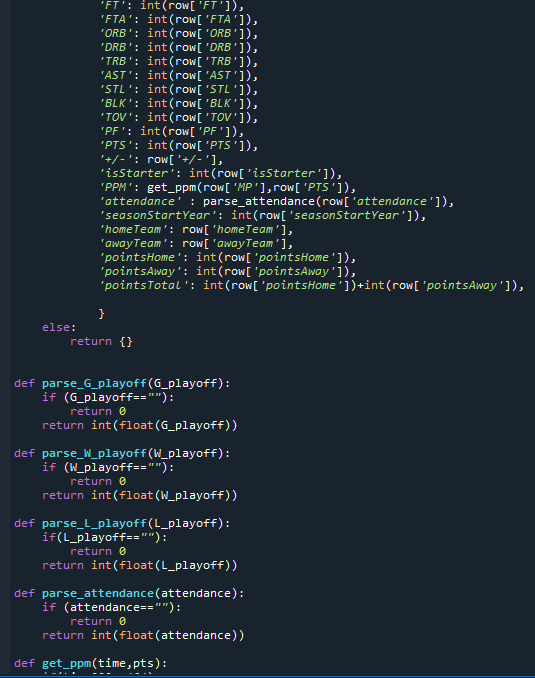 'FT': int(row['FT']),
'FTA': int(row['FTA']),
'ORB': int(row['ORB']),
'DRB': int(row['DRB']),
'TRB': int(row['TRB']),
'AST': int(row['AST']),
'STL': int(row['STL']),
'BLK': int(row['BLK']),
'TOV': int(row['TOV']),
'PF': int(row['PF']),
'PTS': int(row['PTS']),
'+/-': row['+/-'],
'isStarter': int(row['isStarter']),
'PPM': get_ppm(row['MP'],row['PTS']),
'attendance' : parse_attendance(row['attendance']),
'seasonStartYear': int(row['seasonStartYear']),
'homeTeam': row['homeTeam'],
'awayTeam': row['awayTeam'],
'pointsHome': int(row['pointsHome']),
'pointsAway': int(row['pointsAway']),
'pointsTotal': int(row['pointsHome'])+int(row['pointsAway']),
}
else:
return {}
def parse_G_playoff(G_playoff):
if (G_playoff==""):
return 0
return int(float(G_playoff))
def parse_W_playoff(W_playoff):
if (W_playoff==""):
return 0
return int(float(W_playoff))
def parse_L_playoff(L_playoff):
if(L_playoff==""):
return 0
return int(float(L_playoff))
def parse_attendance(attendance):
if (attendance==""):
return 0
return int(float(attendance))
def get_ppm(time,pts):